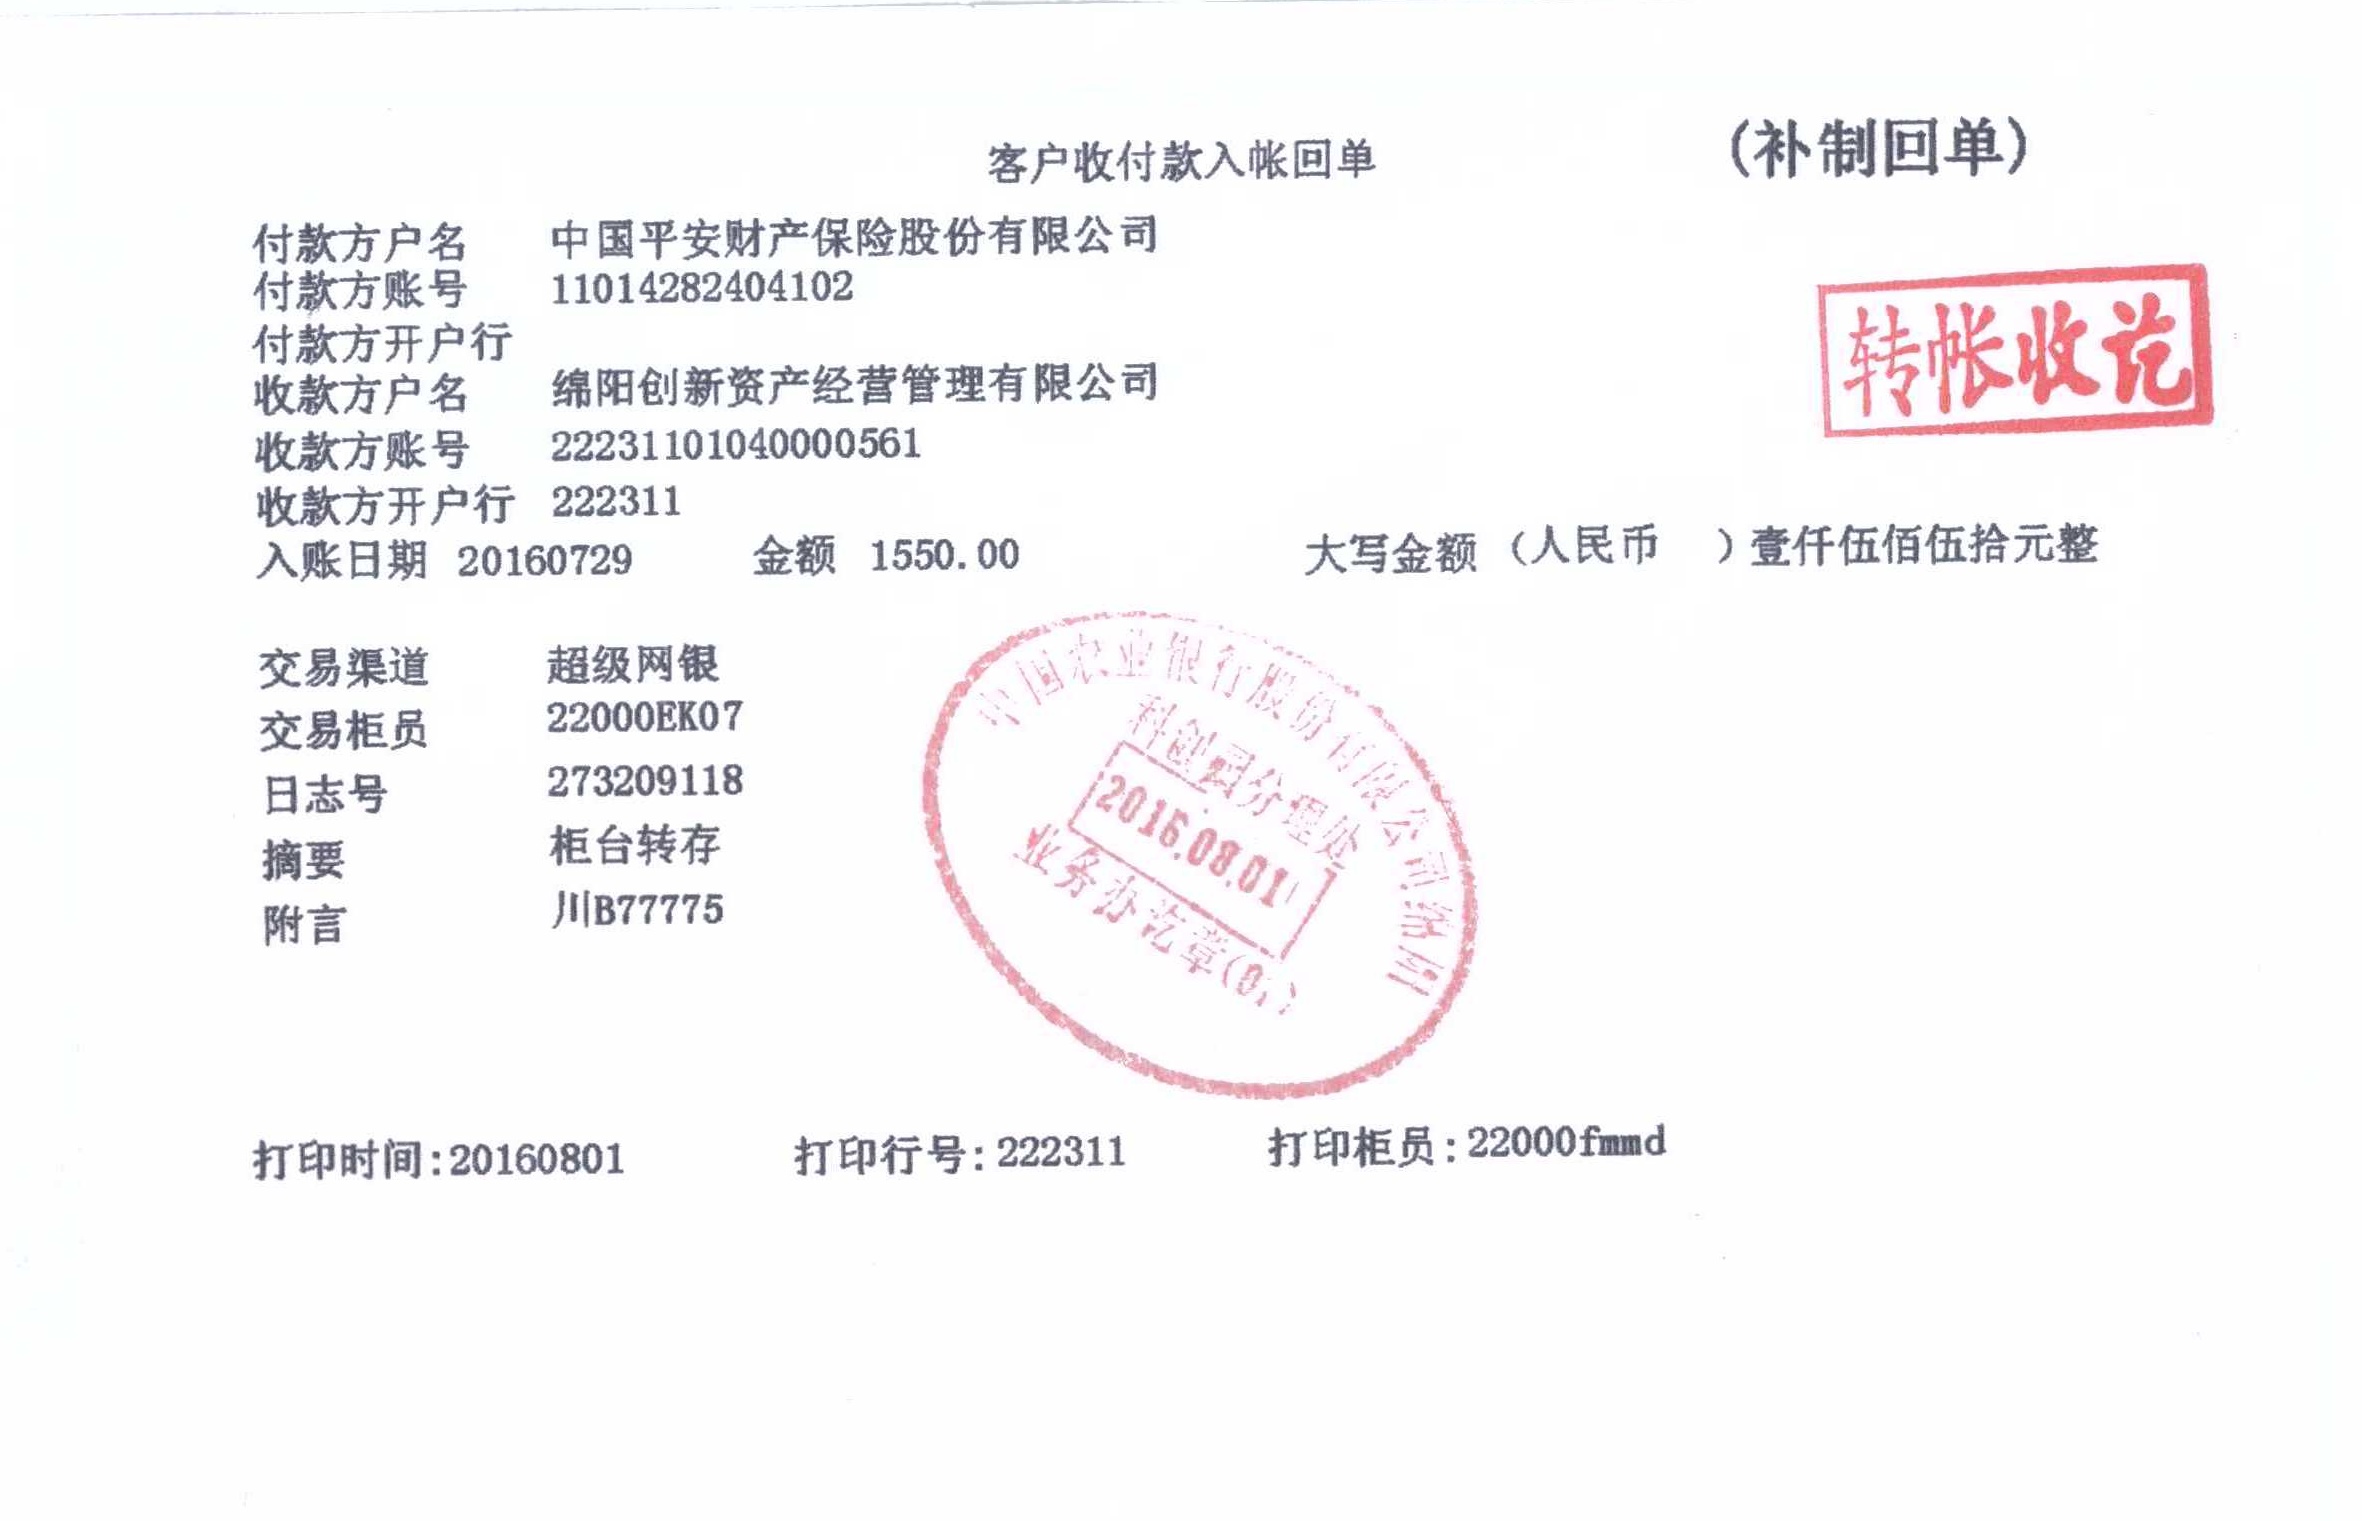 客户收付款入帐回单 (补制回单)
付款方户名 中国平安财产保险股份有限公司
付款方账号 11014282404102
付款方开户行
收款方户名 绵阳创新资产经营管理有限公司
收款方账号 22231101040000561
收款方开户行 222311
转帐收讫
入账日期 20160729 金额 1550.00 大写金额（人民币 ）壹仟伍佰伍拾元整
交易渠道 超级网银
交易柜员 22000EK07
日志号 273209118
摘要 柜台转存
附言 川B77775
中国农业银行股份有限公司绵阳
科创园分理处
2016.08.01
业务办讫章
打印时间:20160801 打印行号:222311 打印柜员:22000fmmd